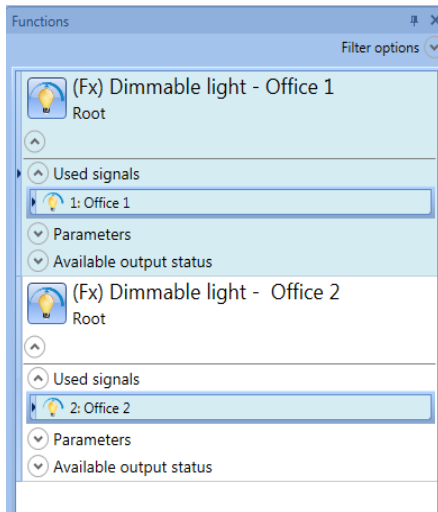 Functions
Filter options
(Fx) Dimmable light - Office 1
Root
Used signals
1: Office 1
Parameters
Available output status
(Fx) Dimmable light -  Office 2
Root
Used signals
2: Office 2
Parameters
Available output status